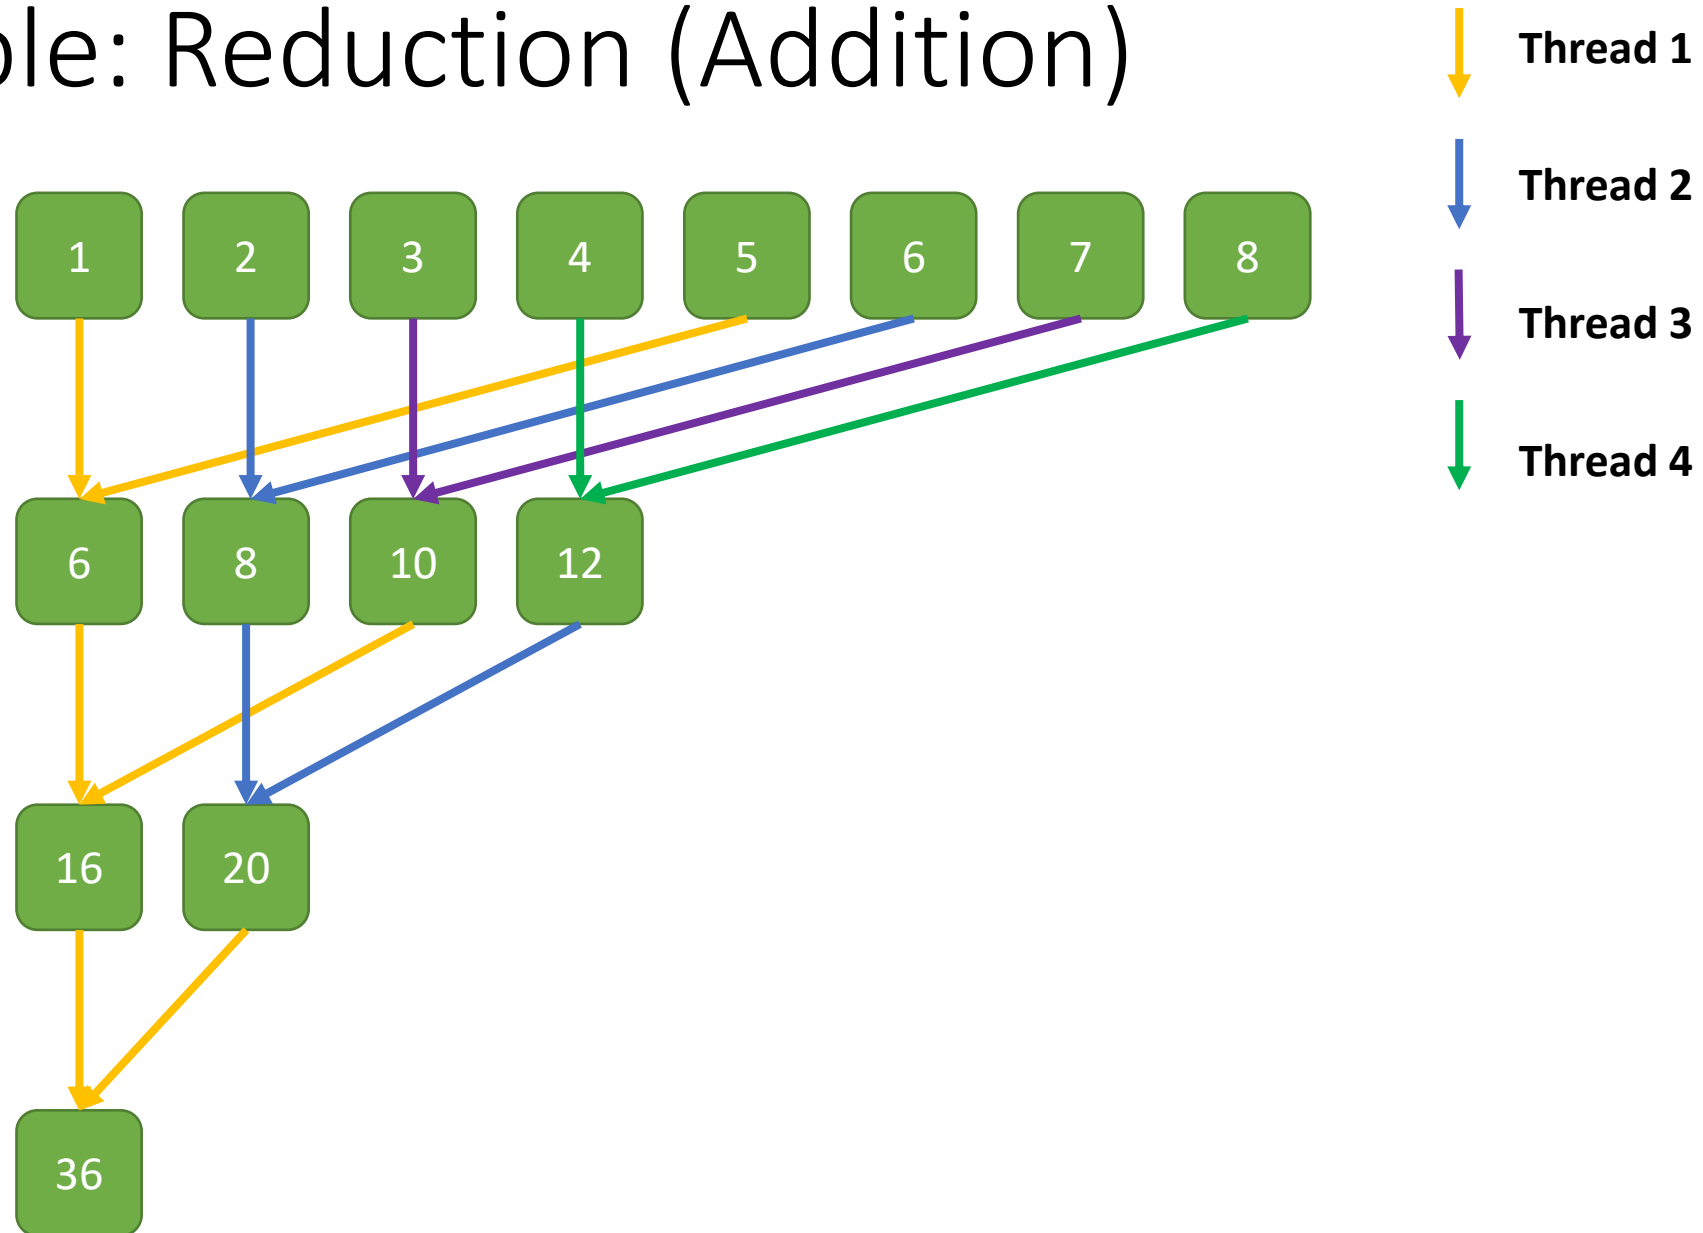 ple: Reduction (Addition)
Thread 1
Thread 2
Thread 3
Thread 4
1 2 3 4 5 6 7 8
6 8 10 12
16 20
36